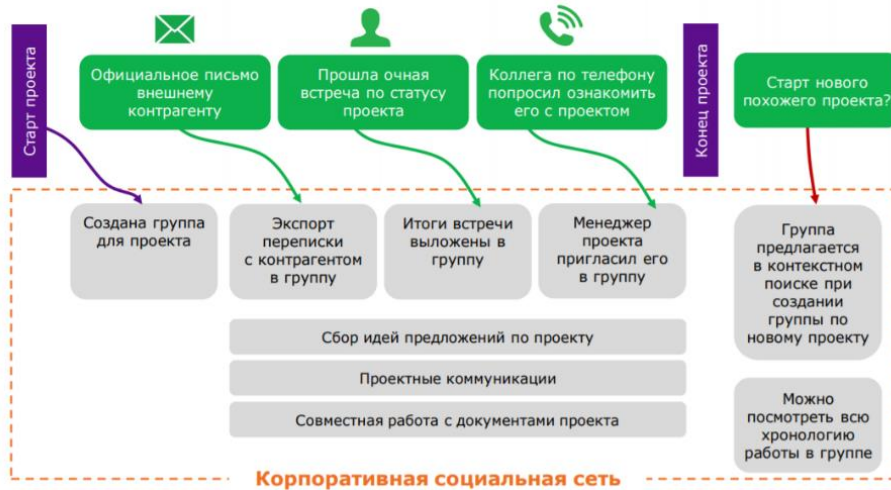 Старт проекта
Официальное письмо
внешнему
контрагенту
Прошла очная
встреча по статусу
проекта
Коллега по телефону
попросил ознакомить
его с проектом
Конец проекта
Старт нового
похожего проекта?
Создана группа
для проекта
Экспорт
переписки
с контрагентом
в группу
Итоги встречи
выложены в
группу
Менеджер
проекта
пригласил его
в группу
Группа
предлагается
в контекстном
поиске при
создании
группы по
новому проекту
Сбор идей предложений по проекту
Проектные коммуникации
Совместная работа с документами проекта
Можно
посмотреть всю
хронологию
работы в группе
Корпоративная социальная сеть